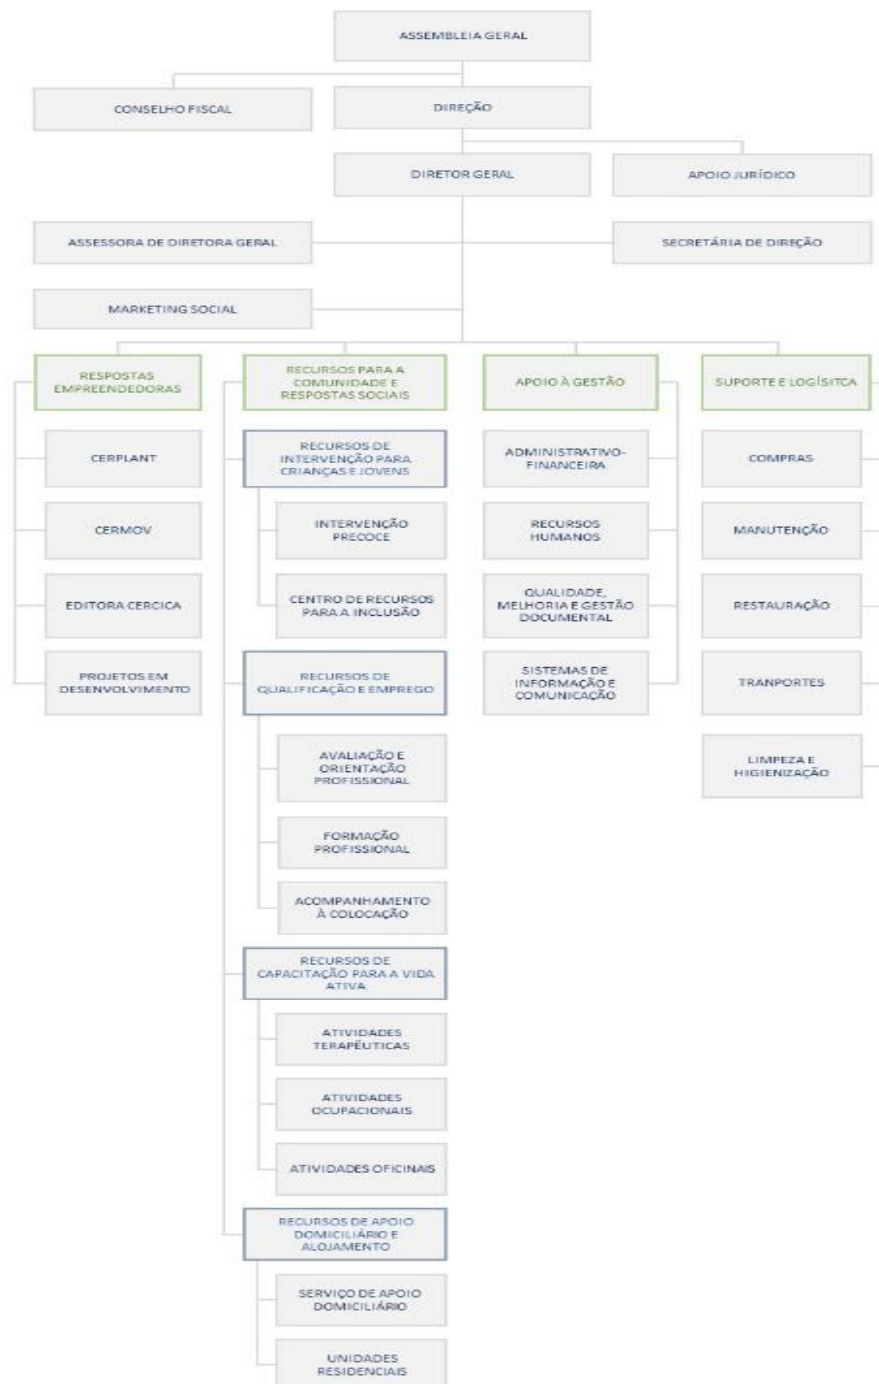 ASSEMBLEIA GERAL
CONSELHO FISCAL
DIREÇÃO
DIRETOR GERAL
APOIO JURÍDICO
ASSESSORA DE DIRETORA GERAL
SECRETÁRIA DE DIREÇÃO
MARKETING SOCIAL
RESPOSTAS
EMPREENDEDORAS
CERPLANT
CERMOV
EDITORA CERCICA
PROJETOS EM
DESENVOLVIMENTO
RECURSOS PARA A
COMUNIDADE E
RESPOSTAS SOCIAIS
RECURSOS DE
INTERVENÇÃO PARA
CRIANÇAS E JOVENS
INTERVENÇÃO
PRECOCE
CENTRO DE RECURSOS
PARA A INCLUSÃO
RECURSOS DE
QUALIFICAÇÃO E EMPREGO
AVALIAÇÃO E
ORIENTAÇÃO
PROFISSIONAL
FORMAÇÃO
PROFISSIONAL
ACOMPANHAMENTO
À COLOCAÇÃO
RECURSOS DE
CAPACITAÇÃO PARA A VIDA
ATIVA
ATIVIDADES
TERAPÊUTICAS
ATIVIDADES
OCUPACIONAIS
ATIVIDADES OFICINAIS
RECURSOS DE APOIO
DOMICILIÁRIO E
ALOJAMENTO
SERVIÇO DE APOIO
DOMICILIÁRIO
UNIDADES
RESIDENCIAIS
APOIO À GESTÃO
ADMINISTRATIVO-
FINANCEIRA
RECURSOS
HUMANOS
QUALIDADE,
MELHORIA E GESTÃO
DOCUMENTAL
SISTEMAS DE
INFORMAÇÃO E
COMUNICAÇÃO
SUPORTE E LOGÍSITCA
COMPRAS
MANUTENÇÃO
RESTAURAÇÃO
TRANPORTES
LIMPEZA E
HIGIENIZAÇÃO